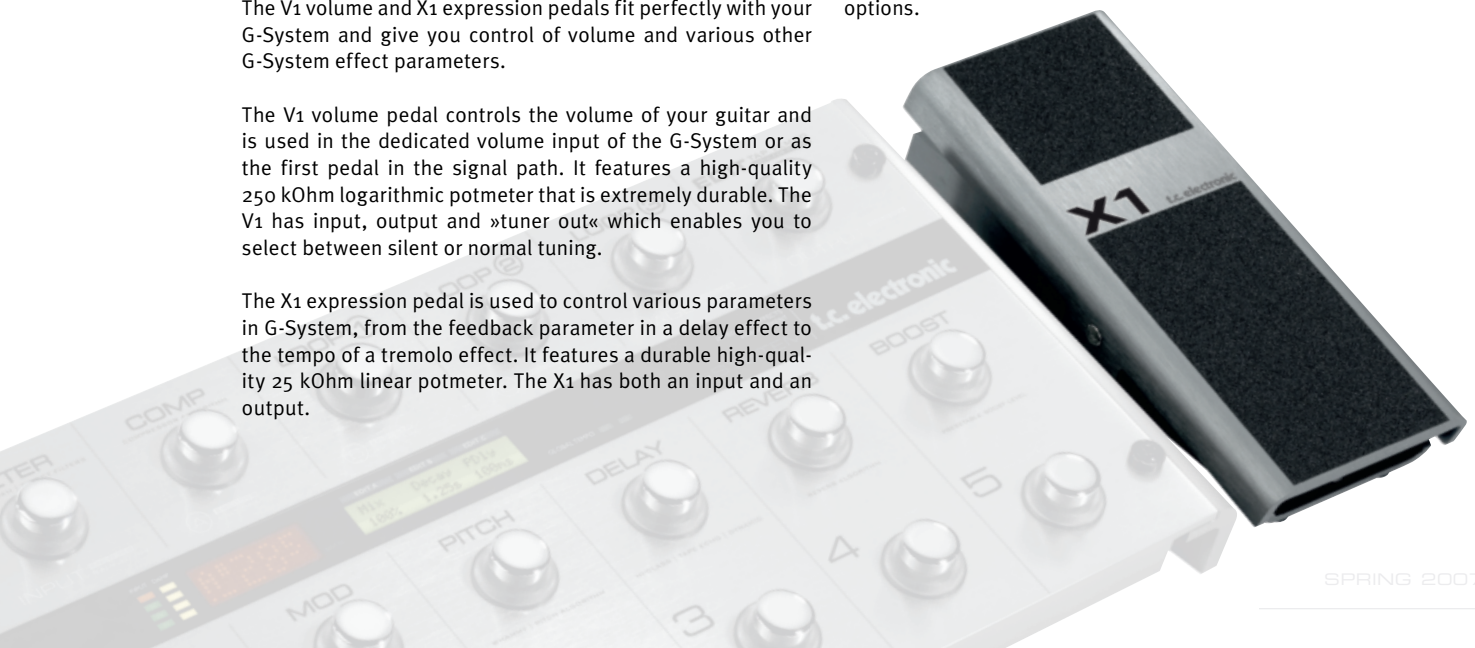 The V1 volume and X1 expression pedals fit perfectly with your
G-System and give you control of volume and various other
G-System effect parameters.
The V1 volume pedal controls the volume of your guitar and
is used in the dedicated volume input of the G-System or as
the first pedal in the signal path. It features a high-quality
250 kOhm logarithmic potmeter that is extremely durable. The
V1 has input, output and »tuner out« which enables you to
select between silent or normal tuning.
The X1 expression pedal is used to control various parameters
in G-System, from the feedback parameter in a delay effect to
the tempo of a tremolo effect. It features a durable high-qual-
ity 25 kOhm linear potmeter. The X1 has both an input and an
output.
options.
X1 t.c. electronic
t.c. electronic
LOOP 2
COMP
BOOST
REVERB
DELAY
PITCH
MOD
5
4
3
SPRING 2007